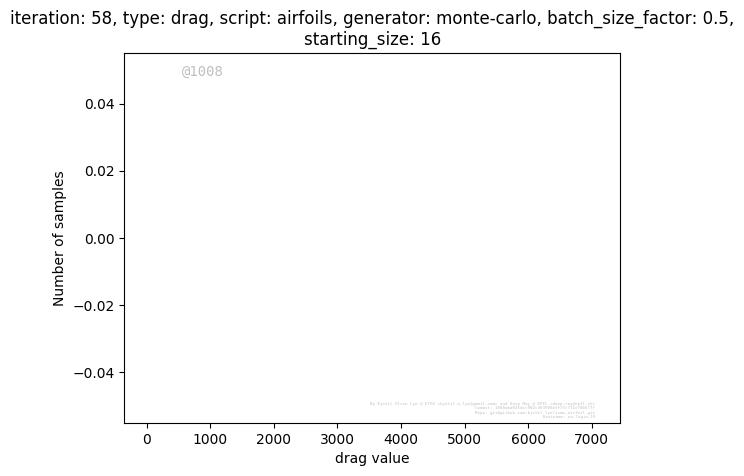 iteration: 58, type: drag, script: airfoils, generator: monte-carlo, batch_size_factor: 0.5,
starting_size: 16
@1008
0.04
0.02
0.00
−0.02
−0.04
Number of samples
0 1000 2000 3000 4000 5000 6000 7000
drag value